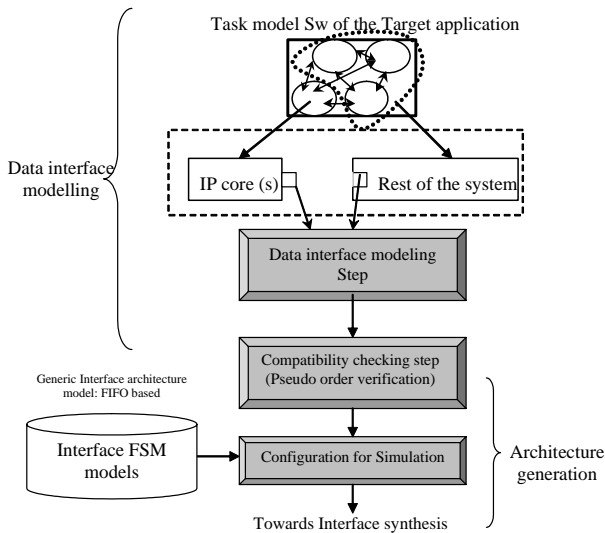 Task model Sw of the Target application
Data interface
modelling
IP core (s)
Rest of the system
Data interface modeling
Step
Compatibility checking step
(Pseudo order verification)
Generic Interface architecture
model: FIFO based
Interface FSM
models
Configuration for Simulation
Architecture
generation
Towards Interface synthesis